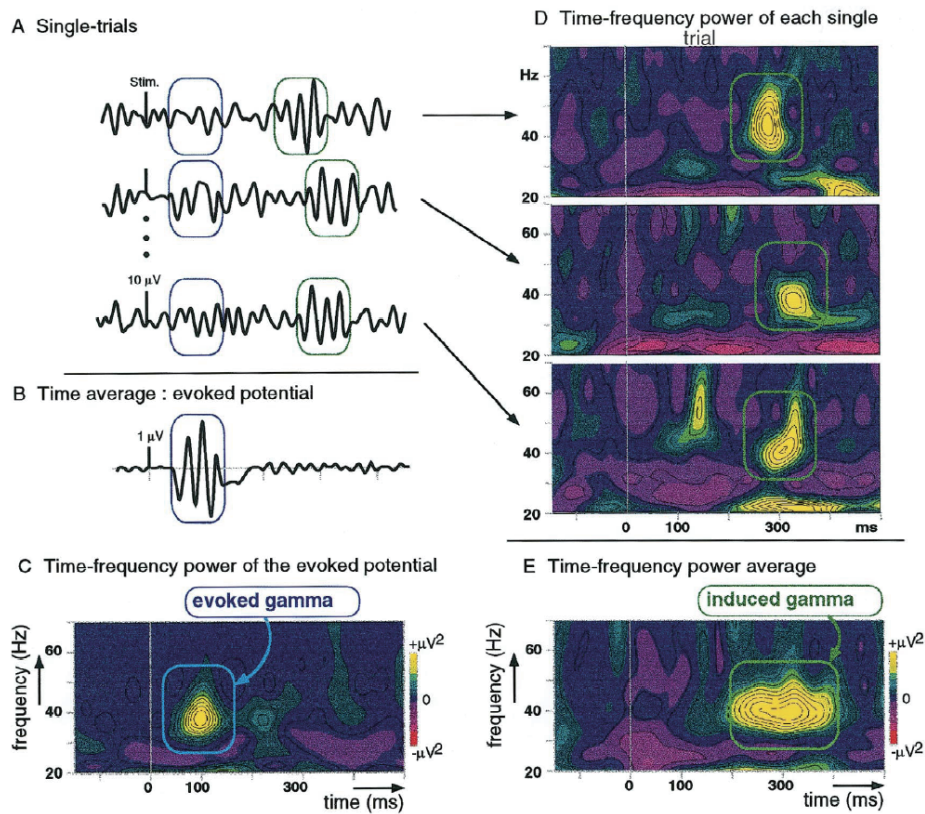 A Single-trials
Stim.
10 µV
B Time average : evoked potential
1 µV
C Time-frequency power of the evoked potential
evoked gamma
frequency (Hz)
60
40
20
0
100
300
time (ms)
+µV²
0
-µV²
D Time-frequency power of each single
trial
Hz
40
20
60
40
20
60
40
20
0
100
300
ms
E Time-frequency power average
induced gamma
frequency (Hz)
60
40
20
0
100
300
time (ms)
+µV²
0
-µV²